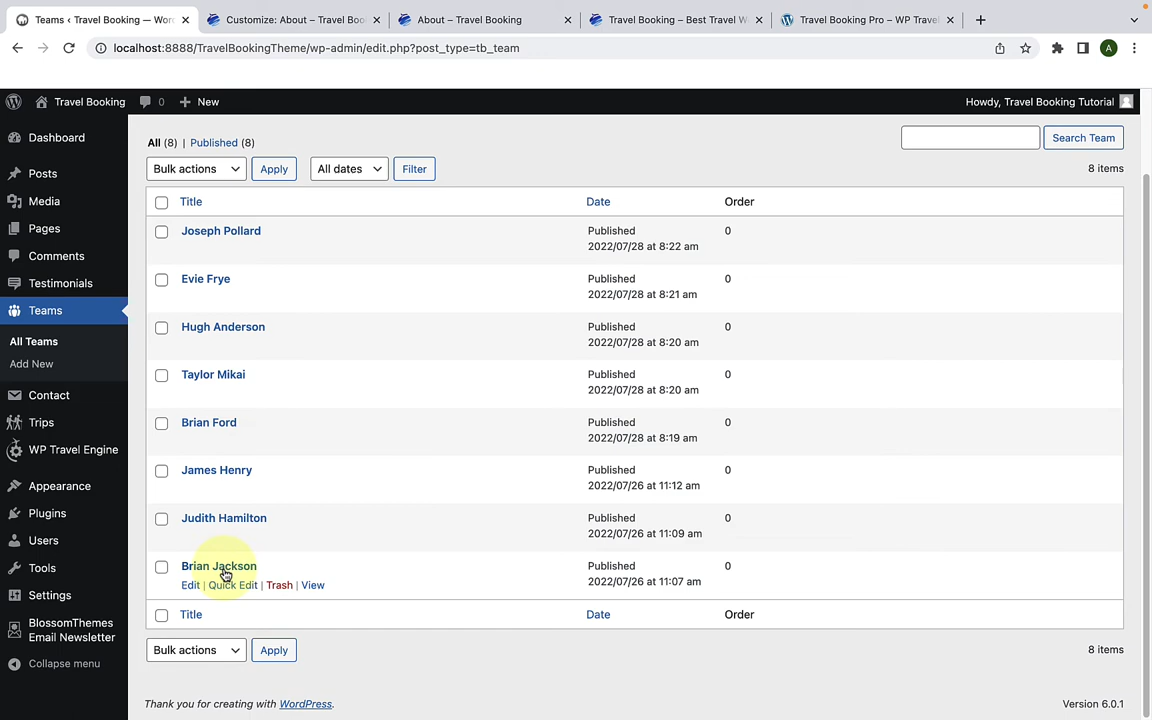 Teams ‹ Travel Booking — Wor
Customize: About – Travel Boo
About – Travel Booking
Travel Booking – Best Travel W
Travel Booking Pro – WP Travel
localhost:8888/TravelBookingTheme/wp-admin/edit.php?post_type=tb_team
A
Travel Booking
0
New
Howdy, Travel Booking Tutorial
Dashboard
Posts
Media
Pages
Comments
Testimonials
Teams
All Teams
Add New
Contact
Trips
WP Travel Engine
Appearance
Plugins
Users
Tools
Settings
BlossomThemes
Email Newsletter
Collapse menu
All (8) | Published (8)
Search Team
Bulk actions
Apply
All dates
Filter
8 items
Title Date Order
Joseph Pollard Published 0
2022/07/28 at 8:22 am
Evie Frye Published 0
2022/07/28 at 8:21 am
Hugh Anderson Published 0
2022/07/28 at 8:20 am
Taylor Mikai Published 0
2022/07/28 at 8:20 am
Brian Ford Published 0
2022/07/28 at 8:19 am
James Henry Published 0
2022/07/26 at 11:12 am
Judith Hamilton Published 0
2022/07/26 at 11:09 am
Brian Jackson Published 0
Edit | Quick Edit | Trash | View 2022/07/26 at 11:07 am
Title Date Order
Bulk actions
Apply
8 items
Thank you for creating with WordPress.
Version 6.0.1